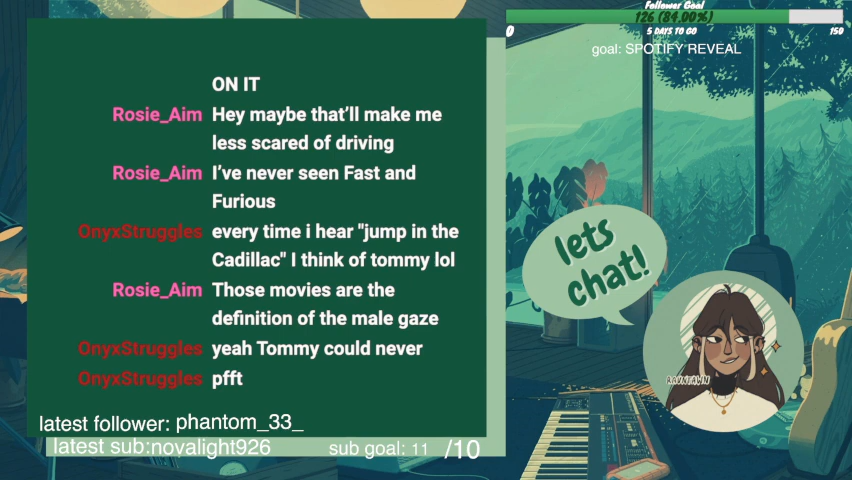 Follower Goal
126 (84.00%)
0 5 DAYS TO GO 150
goal: SPOTIFY REVEAL
ON IT
Rosie_Aim Hey maybe that'll make me
less scared of driving
Rosie_Aim I've never seen Fast and
Furious
OnyxStruggles every time i hear "jump in the
Cadillac" I think of tommy lol
Rosie_Aim Those movies are the
definition of the male gaze
OnyxStruggles yeah Tommy could never
OnyxStruggles pfft
lets
chat!
latest follower: phantom_33_
latest sub:novalight926 sub goal: 11 /10